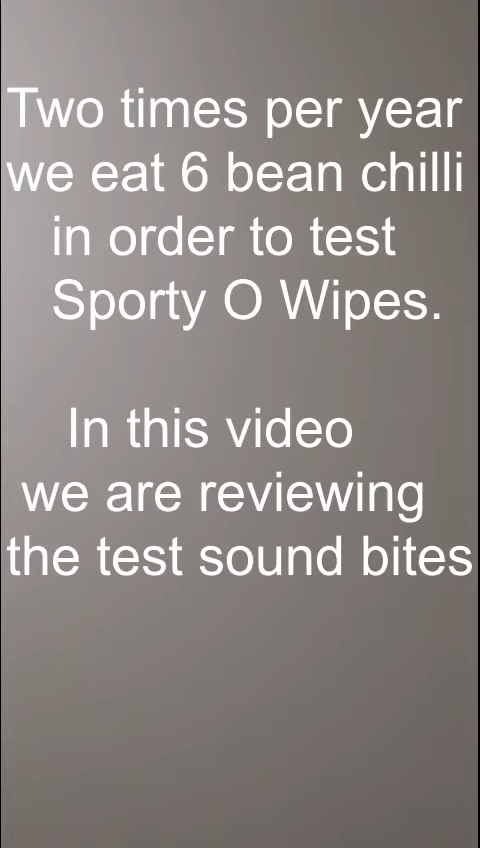 Two times per year
we eat 6 bean chilli
in order to test
Sporty O Wipes.
In this video
we are reviewing
the test sound bites